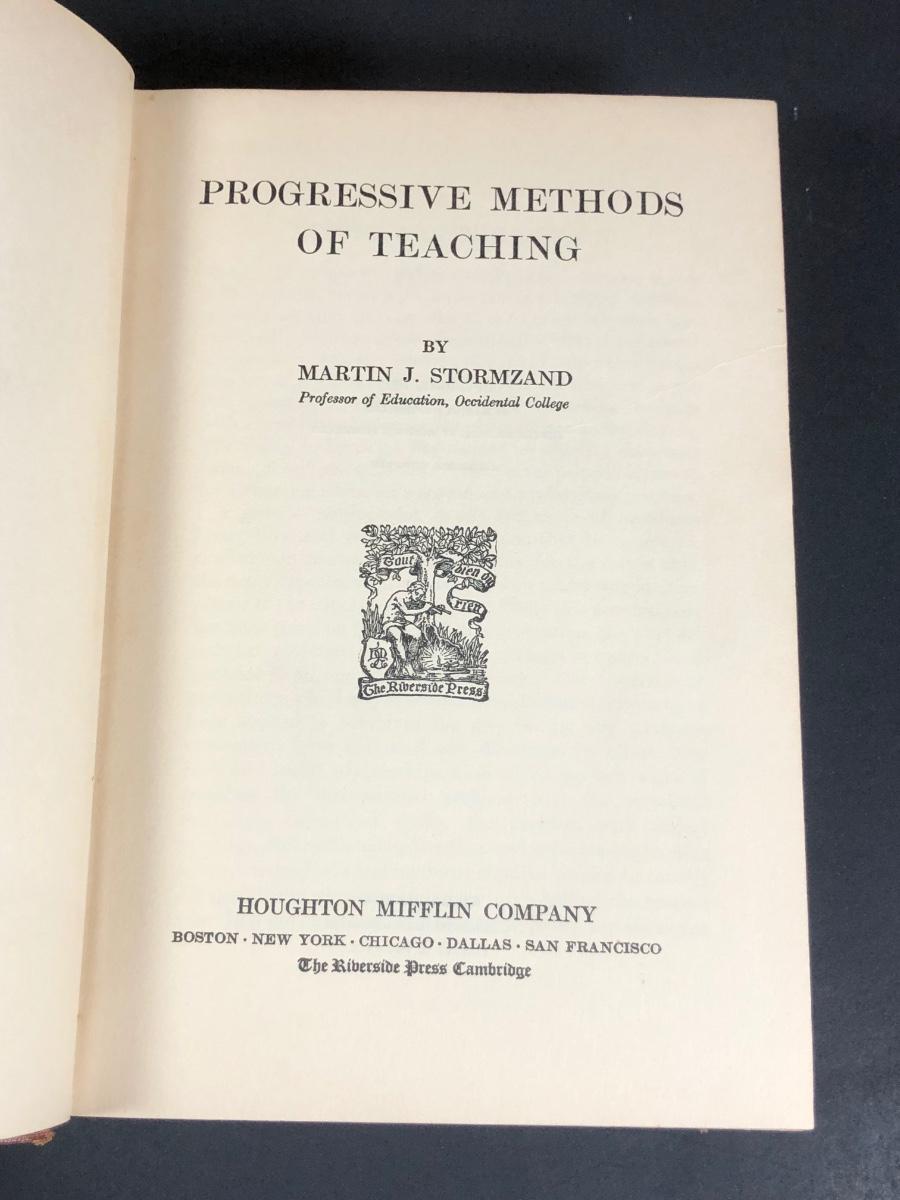 PROGRESSIVE METHODS
OF TEACHING
BY
MARTIN J. STORMZAND
Professor of Education, Occidental College
Tout
bien ou
rien
The Riverside Press
HOUGHTON MIFFLIN COMPANY
BOSTON · NEW YORK · CHICAGO · DALLAS · SAN FRANCISCO
The Riverside Press Cambridge